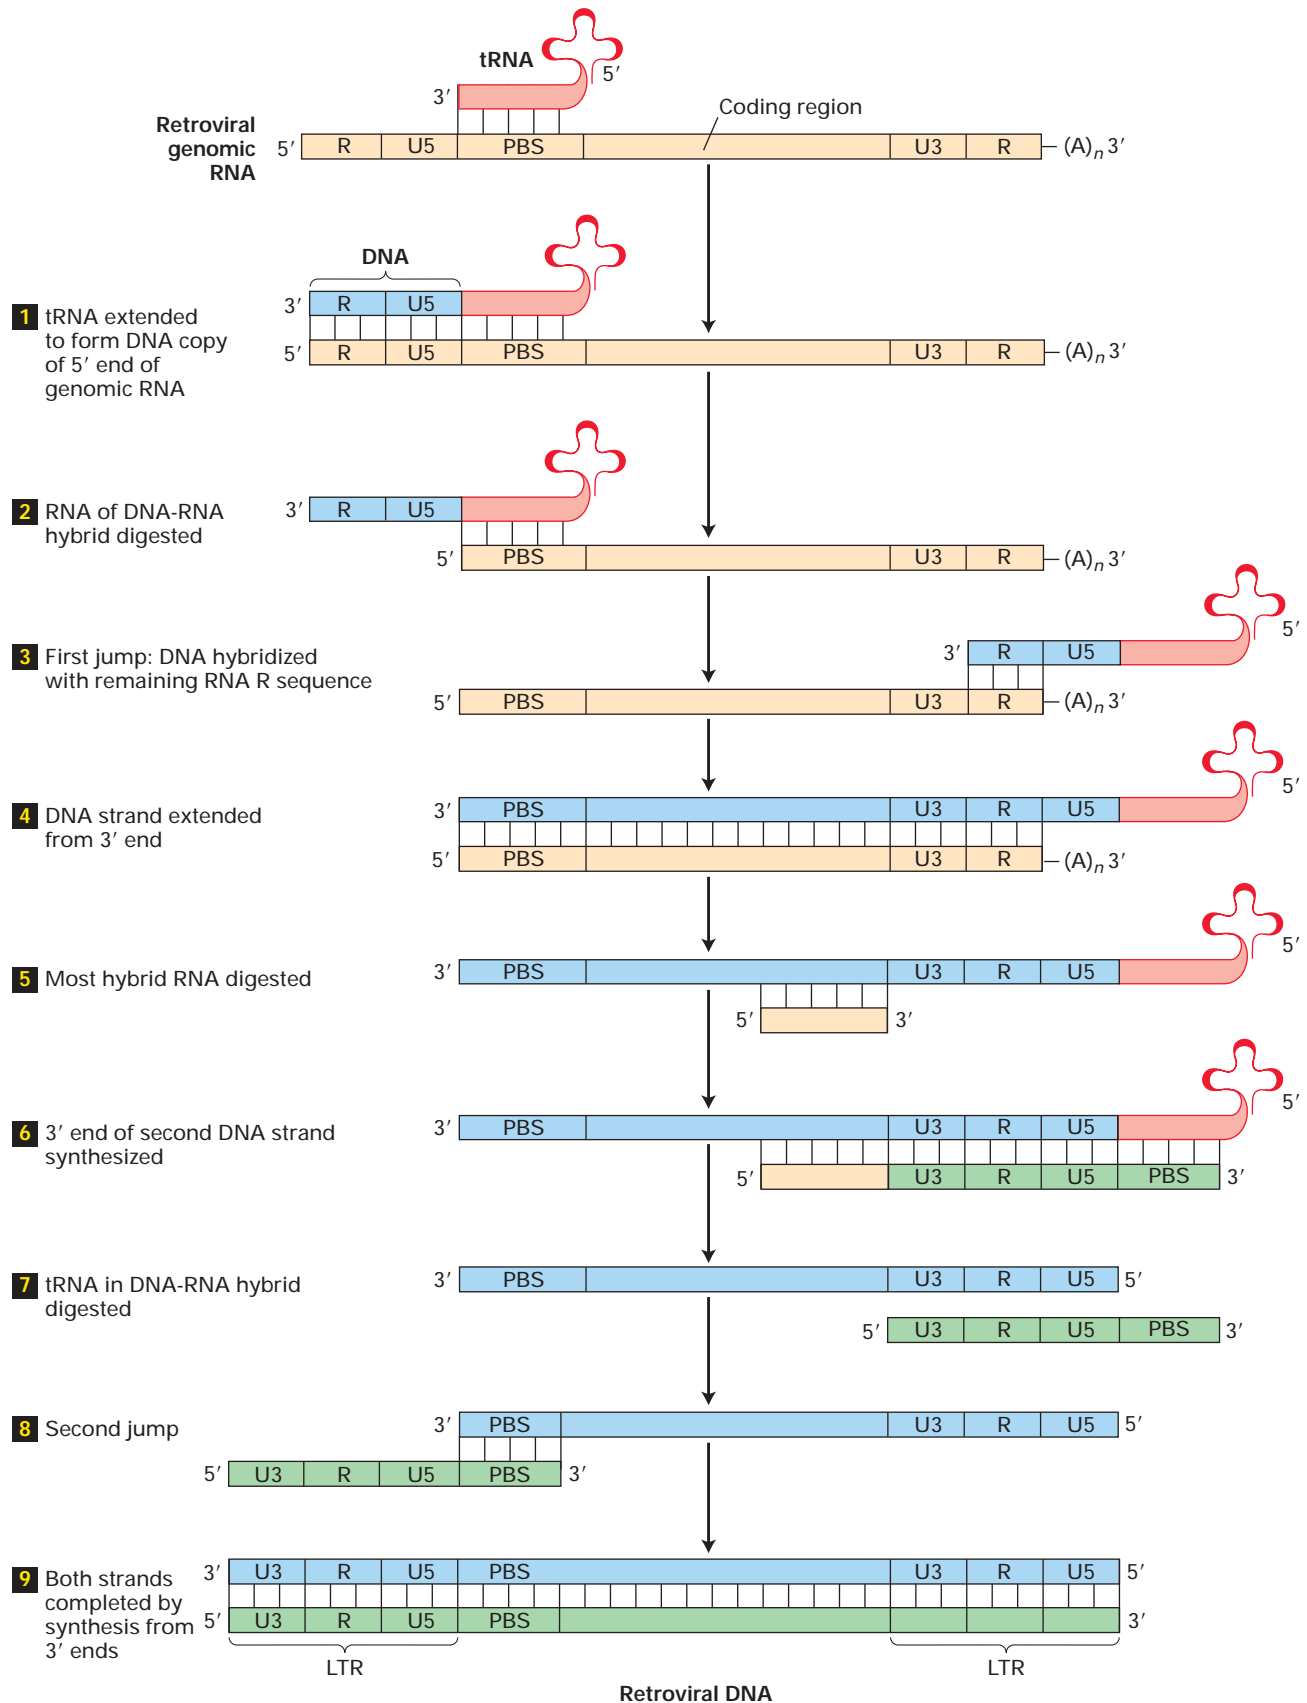 tRNA
5′
3′
Coding region
Retroviral
genomic
RNA
5′ R U5 PBS U3 R (A)n 3′
DNA
3′ R U5
5′ R U5 PBS U3 R (A)n 3′
1 tRNA extended
to form DNA copy
of 5′ end of
genomic RNA
3′ R U5
5′ PBS U3 R (A)n 3′
2 RNA of DNA-RNA
hybrid digested
5′
3′ R U5
5′ PBS U3 R (A)n 3′
3 First jump: DNA hybridized
with remaining RNA R sequence
5′
3′ PBS U3 R U5
5′ PBS U3 R (A)n 3′
4 DNA strand extended
from 3′ end
5′
3′ PBS U3 R U5
5′ 3′
5 Most hybrid RNA digested
5′
3′ PBS U3 R U5
5′ U3 R U5 PBS 3′
6 3′ end of second DNA strand
synthesized
3′ PBS U3 R U5 5′
5′ U3 R U5 PBS 3′
7 tRNA in DNA-RNA hybrid
digested
3′ PBS U3 R U5 5′
5′ U3 R U5 PBS 3′
8 Second jump
3′ U3 R U5 PBS U3 R U5 5′
5′ U3 R U5 PBS 3′
9 Both strands
completed by
synthesis from
3′ ends
LTR LTR
Retroviral DNA